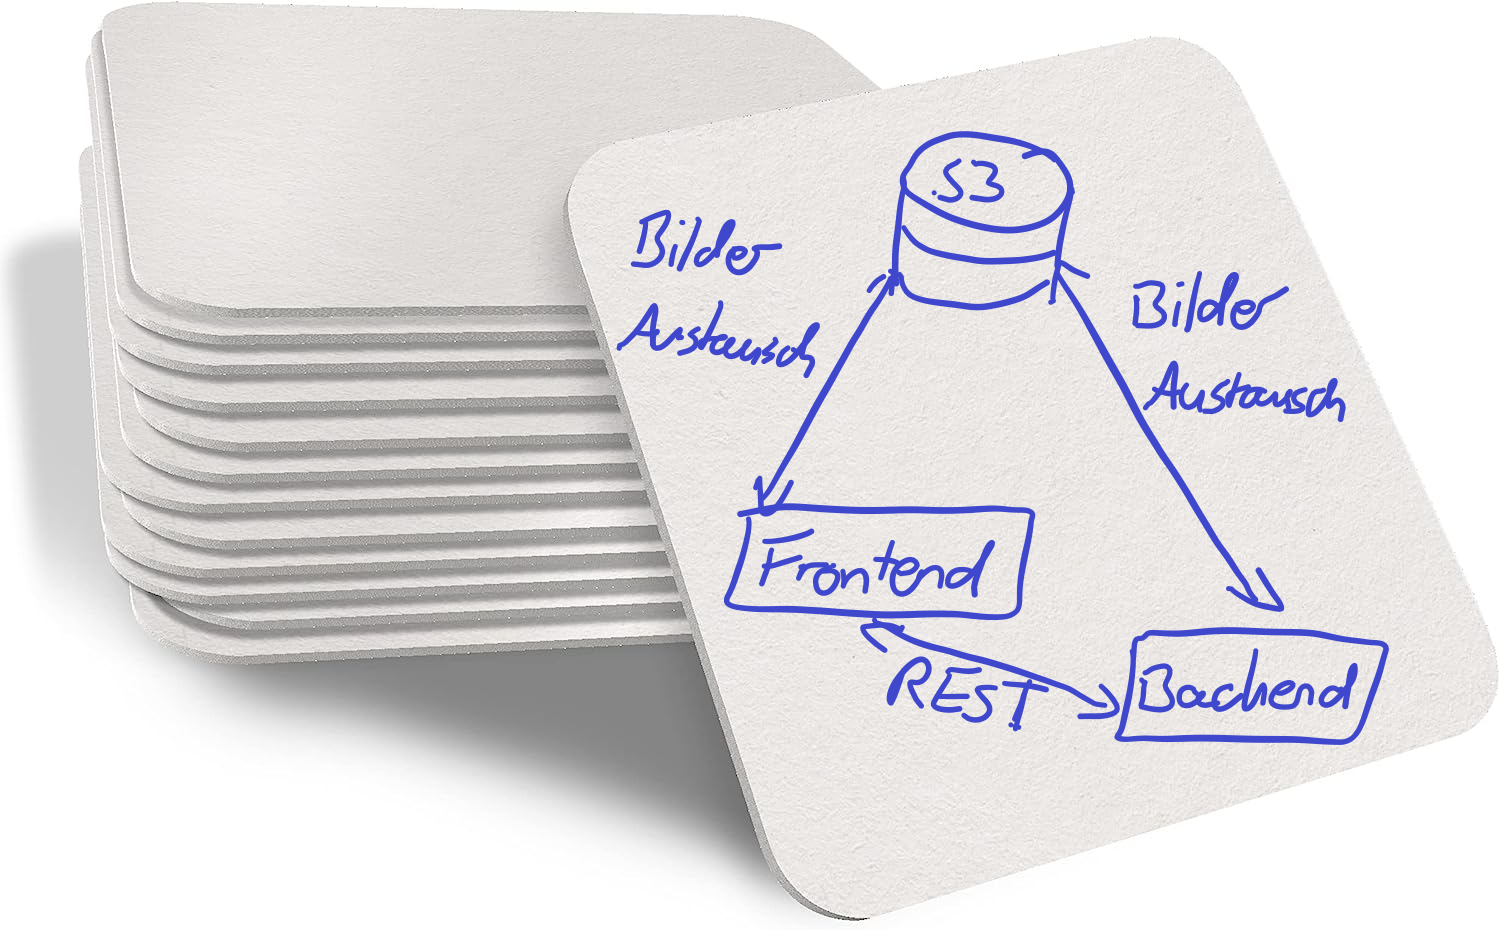 S3
Bilder
Austausch
Bilder
Austausch
Frontend
REST
Backend